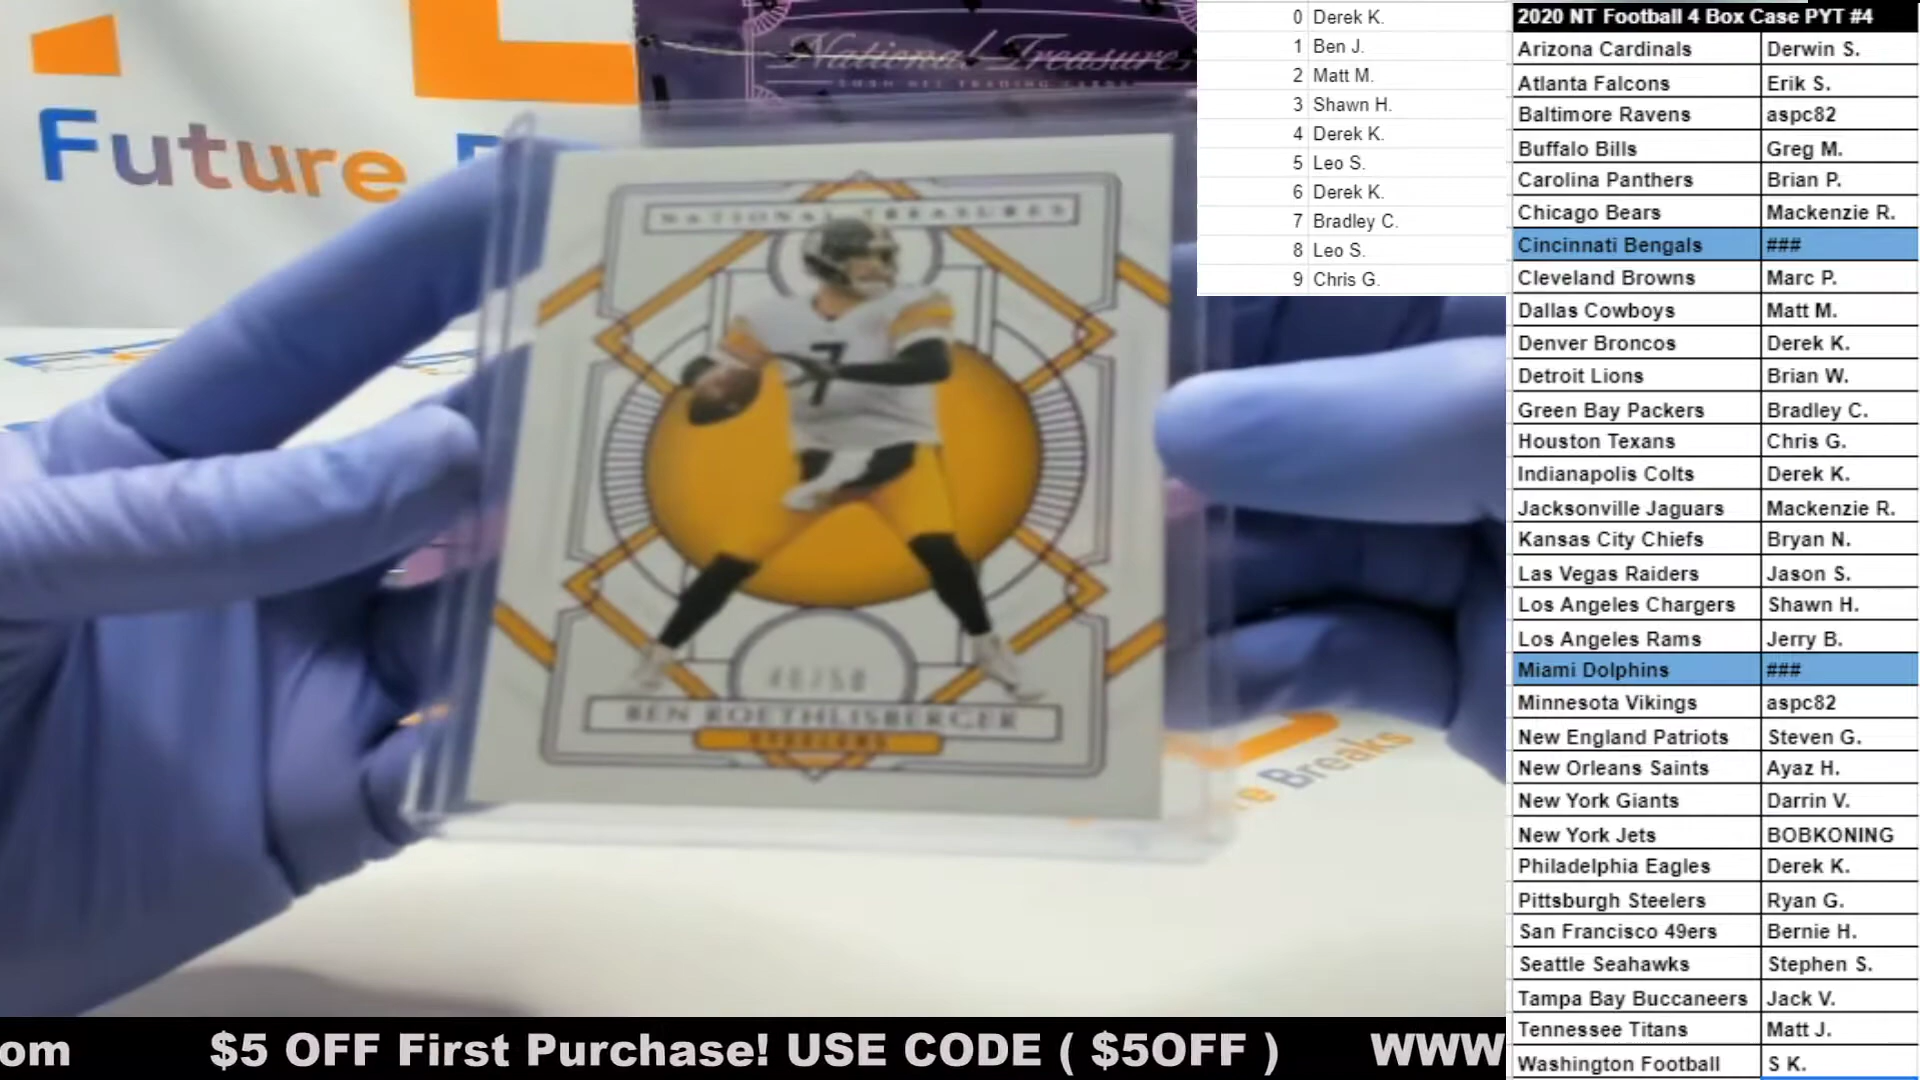 Future
National Treasures
NATIONAL TREASURES
BEN ROETHLISBERGER
STEELERS
Breaks
0 Derek K.
1 Ben J.
2 Matt M.
3 Shawn H.
4 Derek K.
5 Leo S.
6 Derek K.
7 Bradley C.
8 Leo S.
9 Chris G.
2020 NT Football 4 Box Case PYT #4
Arizona Cardinals Derwin S.
Atlanta Falcons Erik S.
Baltimore Ravens aspc82
Buffalo Bills Greg M.
Carolina Panthers Brian P.
Chicago Bears Mackenzie R.
Cincinnati Bengals ###
Cleveland Browns Marc P.
Dallas Cowboys Matt M.
Denver Broncos Derek K.
Detroit Lions Brian W.
Green Bay Packers Bradley C.
Houston Texans Chris G.
Indianapolis Colts Derek K.
Jacksonville Jaguars Mackenzie R.
Kansas City Chiefs Bryan N.
Las Vegas Raiders Jason S.
Los Angeles Chargers Shawn H.
Los Angeles Rams Jerry B.
Miami Dolphins ###
Minnesota Vikings aspc82
New England Patriots Steven G.
New Orleans Saints Ayaz H.
New York Giants Darrin V.
New York Jets BOBKONING
Philadelphia Eagles Derek K.
Pittsburgh Steelers Ryan G.
San Francisco 49ers Bernie H.
Seattle Seahawks Stephen S.
Tampa Bay Buccaneers Jack V.
Tennessee Titans Matt J.
Washington Football S K.
om $5 OFF First Purchase! USE CODE ( $5OFF ) WWW